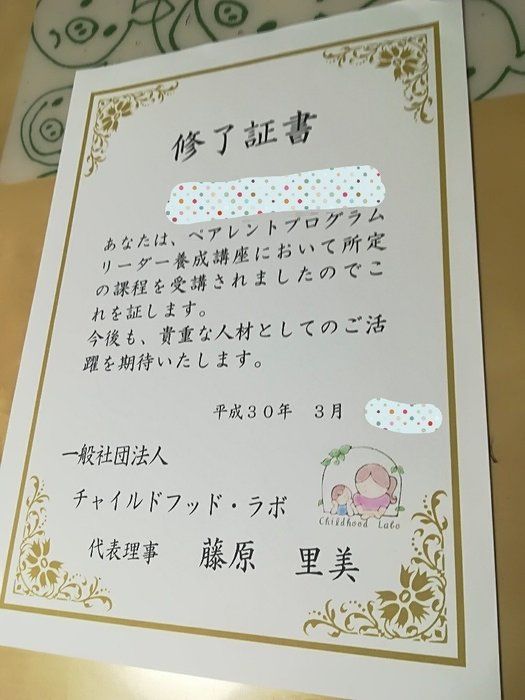 修了証書
あなたは、ペアレントプログラム
リーダー養成講座において所定
の課程を受講されましたのでこ
れを証します。
今後も、貴重な人材としてのご活
躍を期待いたします。
平成30年 3月
一般社団法人
チャイルドフッド・ラボ
Childhood Labo
代表理事 藤原 里美